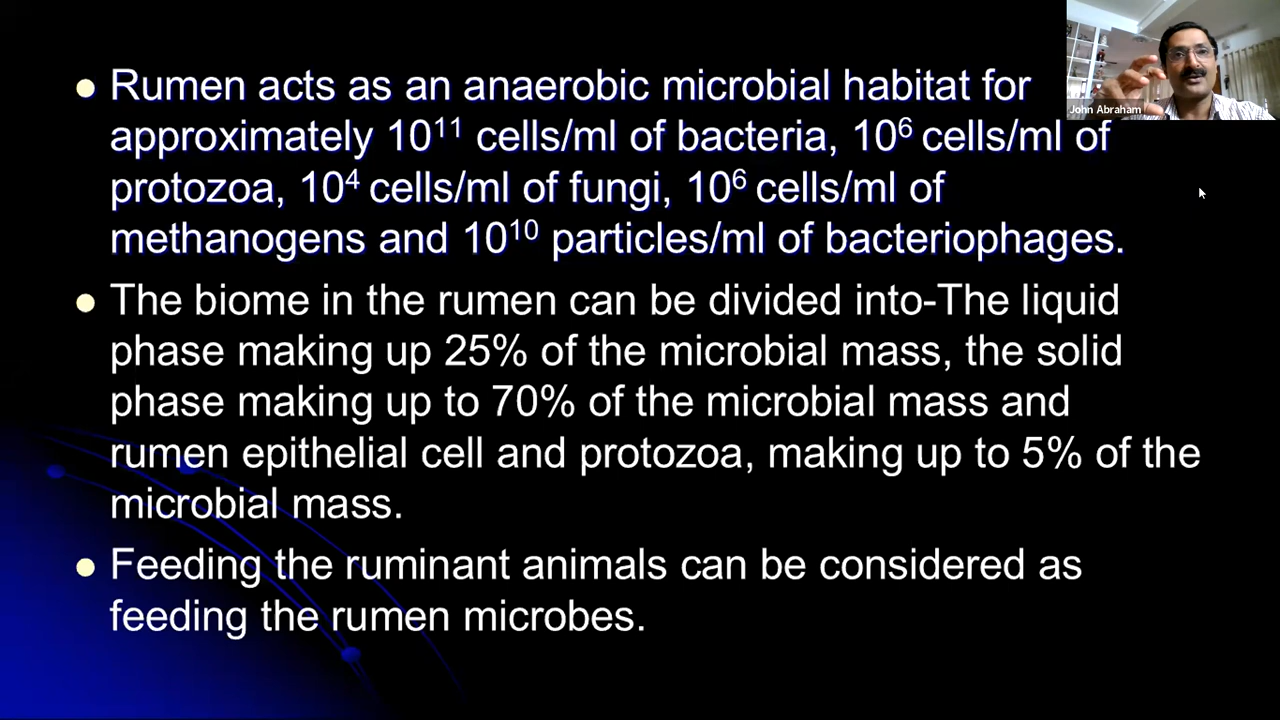 John Abraham
Rumen acts as an anaerobic microbial habitat for
approximately 10¹¹ cells/ml of bacteria, 10⁶ cells/ml of
protozoa, 10⁴ cells/ml of fungi, 10⁶ cells/ml of
methanogens and 10¹⁰ particles/ml of bacteriophages.
The biome in the rumen can be divided into-The liquid
phase making up 25% of the microbial mass, the solid
phase making up to 70% of the microbial mass and
rumen epithelial cell and protozoa, making up to 5% of the
microbial mass.
Feeding the ruminant animals can be considered as
feeding the rumen microbes.